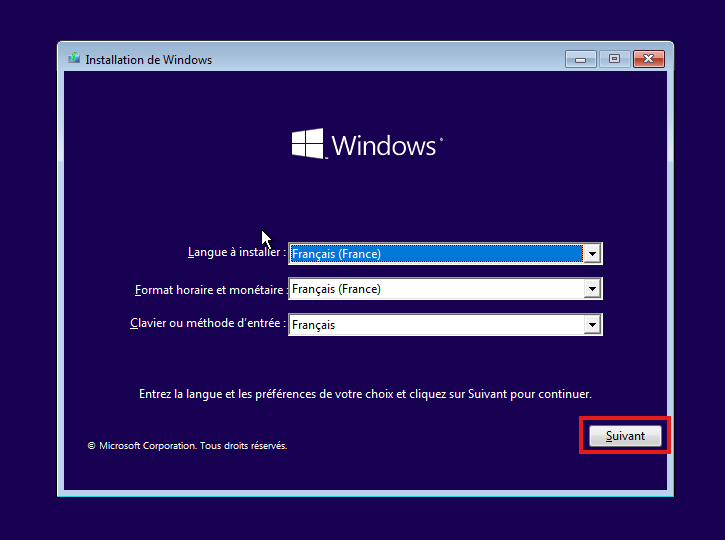 Installation de Windows
Windows
Langue à installer : Français (France)
Format horaire et monétaire : Français (France)
Clavier ou méthode d'entrée : Français
Entrez la langue et les préférences de votre choix et cliquez sur Suivant pour continuer.
© Microsoft Corporation. Tous droits réservés.
Suivant